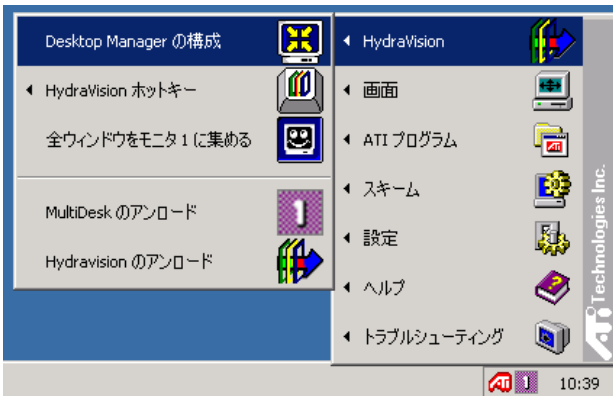 Desktop Manager の構成
HydraVision ホットキー
全ウィンドウをモニタ 1 に集める
MultiDesk のアンロード
Hydravision のアンロード
HydraVision
画面
ATI プログラム
スキーム
設定
ヘルプ
トラブルシューティング
ATI Technologies Inc.
ATI
1
10:39